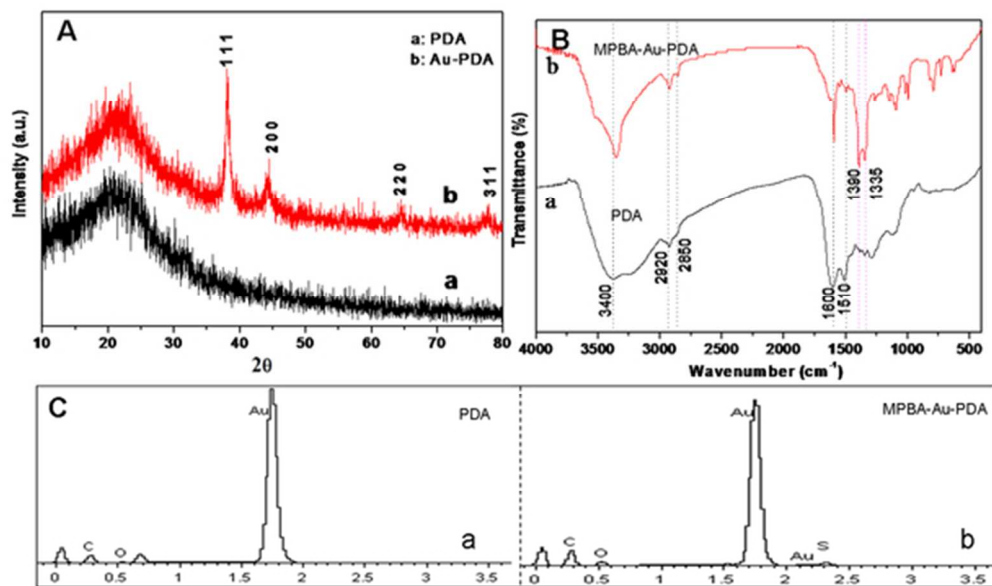 A
a: PDA
b: Au-PDA
111
200
220
311
b
a
Intensity (a.u.)
10 20 30 40 50 60 70 80
2θ
B
MPBA-Au-PDA
b
1390
1335
a
PDA
3400
2920
2850
1600
1510
Transmittance (%)
4000 3500 3000 2500 2000 1500 1000 500
Wavenumber (cm-1)
C
Au
PDA
C
O
a
0 0.5 1 1.5 2 2.5 3 3.5
Au
MPBA-Au-PDA
C
O
Au
S
b
0 0.5 1 1.5 2 2.5 3 3.5